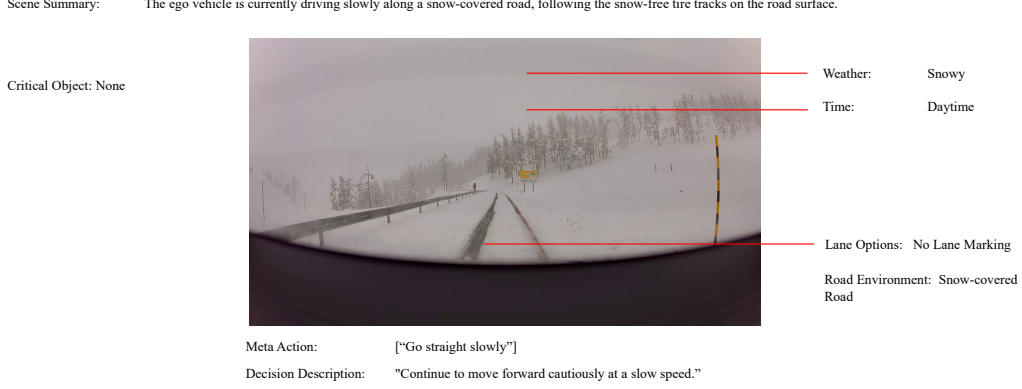 Scene Summary: The ego vehicle is currently driving slowly along a snow-covered road, following the snow-free tire tracks on the road surface.
Critical Object: None
Weather: Snowy
Time: Daytime
Lane Options: No Lane Marking
Road Environment: Snow-covered
Road
Meta Action: [“Go straight slowly”]
Decision Description: "Continue to move forward cautiously at a slow speed.”